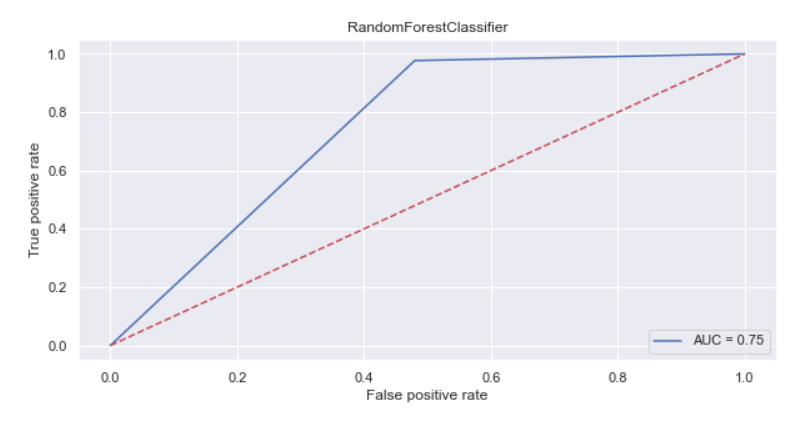 RandomForestClassifier
1.0
0.8
0.6
0.4
0.2
0.0
True positive rate
0.0 0.2 0.4 0.6 0.8 1.0
False positive rate
AUC = 0.75